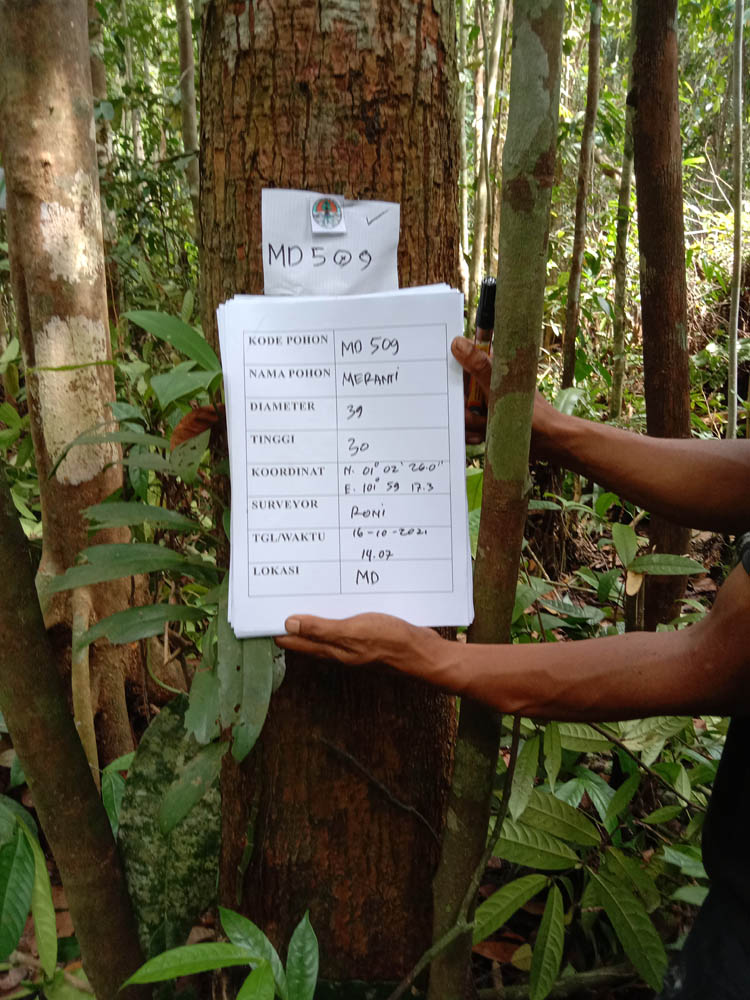 MD 509
KODE POHON MD 509
NAMA POHON MERANTI
DIAMETER 39
TINGGI 30
KOORDINAT N. 01° 02' 26.0"
E. 101° 59 17.3
SURVEYOR RONI
TGL/WAKTU 16-10-2021
14.07
LOKASI MD